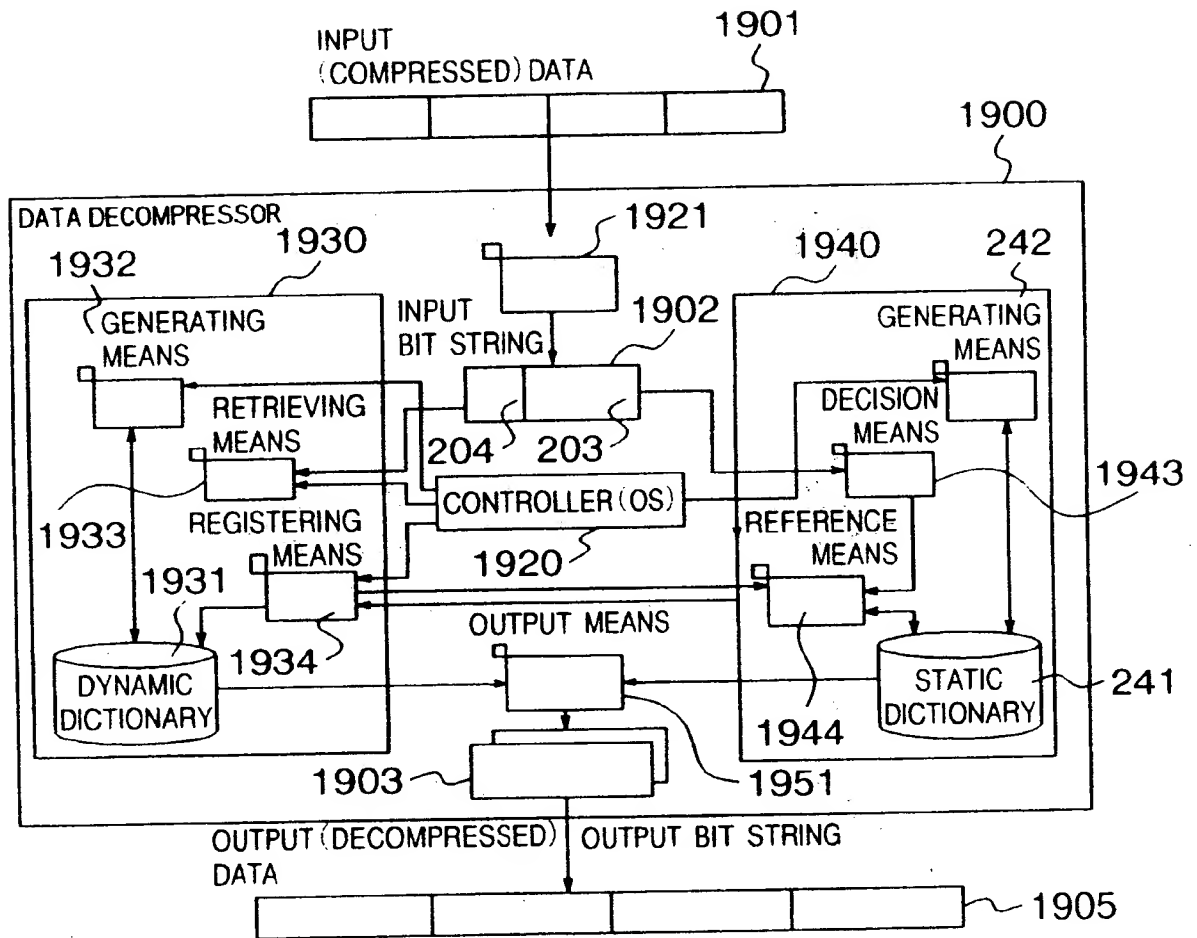 1901
INPUT
(COMPRESSED) DATA
1900
DATA DECOMPRESSOR
1921
1932
1930
1940
242
GENERATING
MEANS
INPUT
BIT STRING
1902
GENERATING
MEANS
RETRIEVING
MEANS
204
203
DECISION
MEANS
1933
CONTROLLER(OS)
1943
REGISTERING
MEANS
1920
REFERENCE
MEANS
1931
1934
OUTPUT MEANS
DYNAMIC
DICTIONARY
STATIC
DICTIONARY
241
1944
1903
1951
OUTPUT (DECOMPRESSED)
DATA
OUTPUT BIT STRING
1905